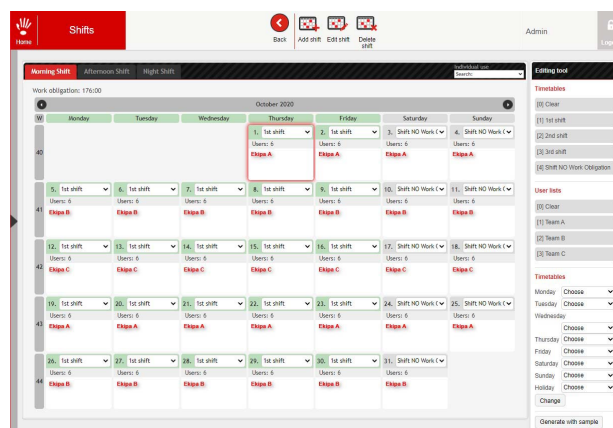 Home
Shifts
Back
Add shift
Edit shift
Delete shift
Admin
Morning Shift Afternoon Shift Night Shift
Individual use
Search:
Work obligation: 176:00
October 2020
W Monday Tuesday Wednesday Thursday Friday Saturday Sunday
40
1. 1st shift 2. 1st shift 3. Shift NO Work ( 4. Shift NO Work (
Users: 6 Users: 6 Users: 6 Users: 6
Ekipa A Ekipa A Ekipa A Ekipa A
41
5. 1st shift 6. 1st shift 7. 1st shift 8. 1st shift 9. 1st shift 10. Shift NO Work ( 11. Shift NO Work (
Users: 6 Users: 6 Users: 6 Users: 6 Users: 6 Users: 6 Users: 6
Ekipa B Ekipa B Ekipa B Ekipa B Ekipa B Ekipa B Ekipa B
42
12. 1st shift 13. 1st shift 14. 1st shift 15. 1st shift 16. 1st shift 17. Shift NO Work ( 18. Shift NO Work (
Users: 6 Users: 6 Users: 6 Users: 6 Users: 6 Users: 6 Users: 6
Ekipa C Ekipa C Ekipa C Ekipa C Ekipa C Ekipa C Ekipa C
43
19. 1st shift 20. 1st shift 21. 1st shift 22. 1st shift 23. 1st shift 24. Shift NO Work ( 25. Shift NO Work (
Users: 6 Users: 6 Users: 6 Users: 6 Users: 6 Users: 6 Users: 6
Ekipa A Ekipa A Ekipa A Ekipa A Ekipa A Ekipa A Ekipa A
44
26. 1st shift 27. 1st shift 28. 1st shift 29. 1st shift 30. 1st shift 31. Shift NO Work (
Users: 6 Users: 6 Users: 6 Users: 6 Users: 6 Users: 6
Ekipa B Ekipa B Ekipa B Ekipa B Ekipa B Ekipa B
Editing tool
Timetables
[0] Clear
[1] 1st shift
[2] 2nd shift
[3] 3rd shift
[4] Shift NO Work Obligation
User lists
[0] Clear
[1] Team A
[2] Team B
[3] Team C
Timetables
Monday Choose
Tuesday Choose
Wednesday
Choose
Thursday Choose
Friday Choose
Saturday Choose
Sunday Choose
Holiday Choose
Change
Generate with sample